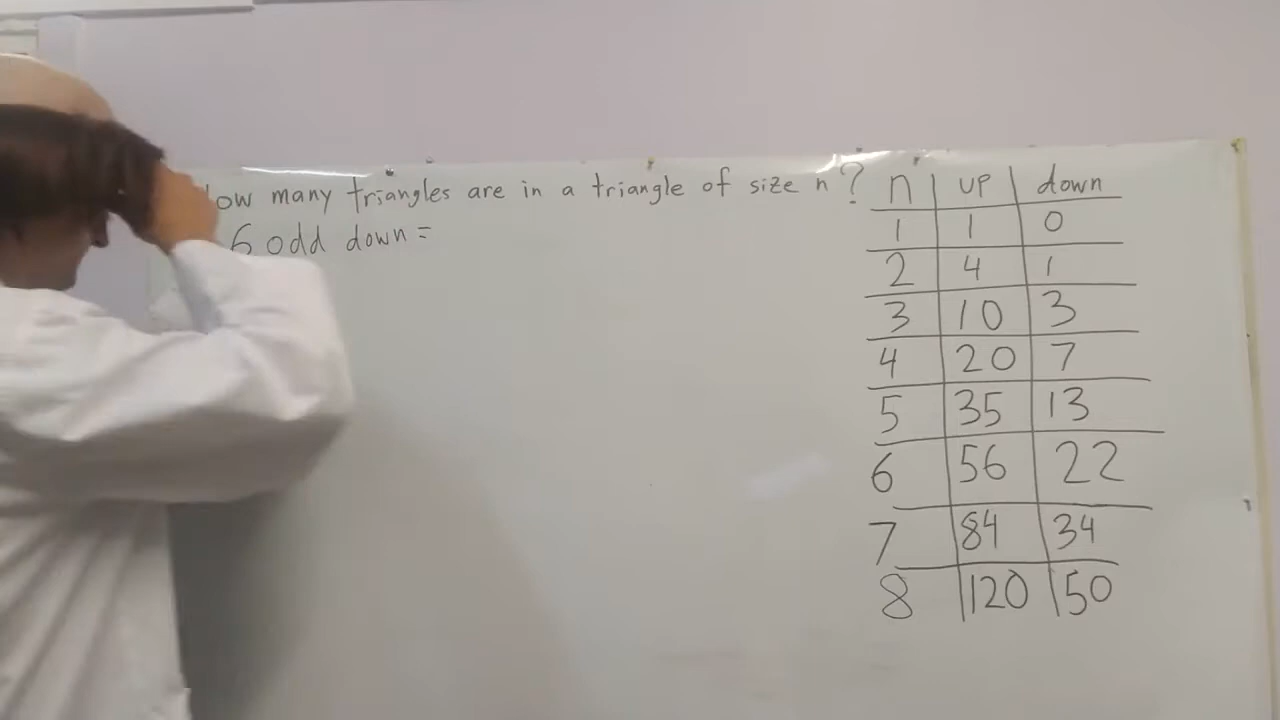 ow many triangles are in a triangle of size n?
6 odd down =
n up down
1 1 0
2 4 1
3 10 3
4 20 7
5 35 13
6 56 22
7 84 34
8 120 50